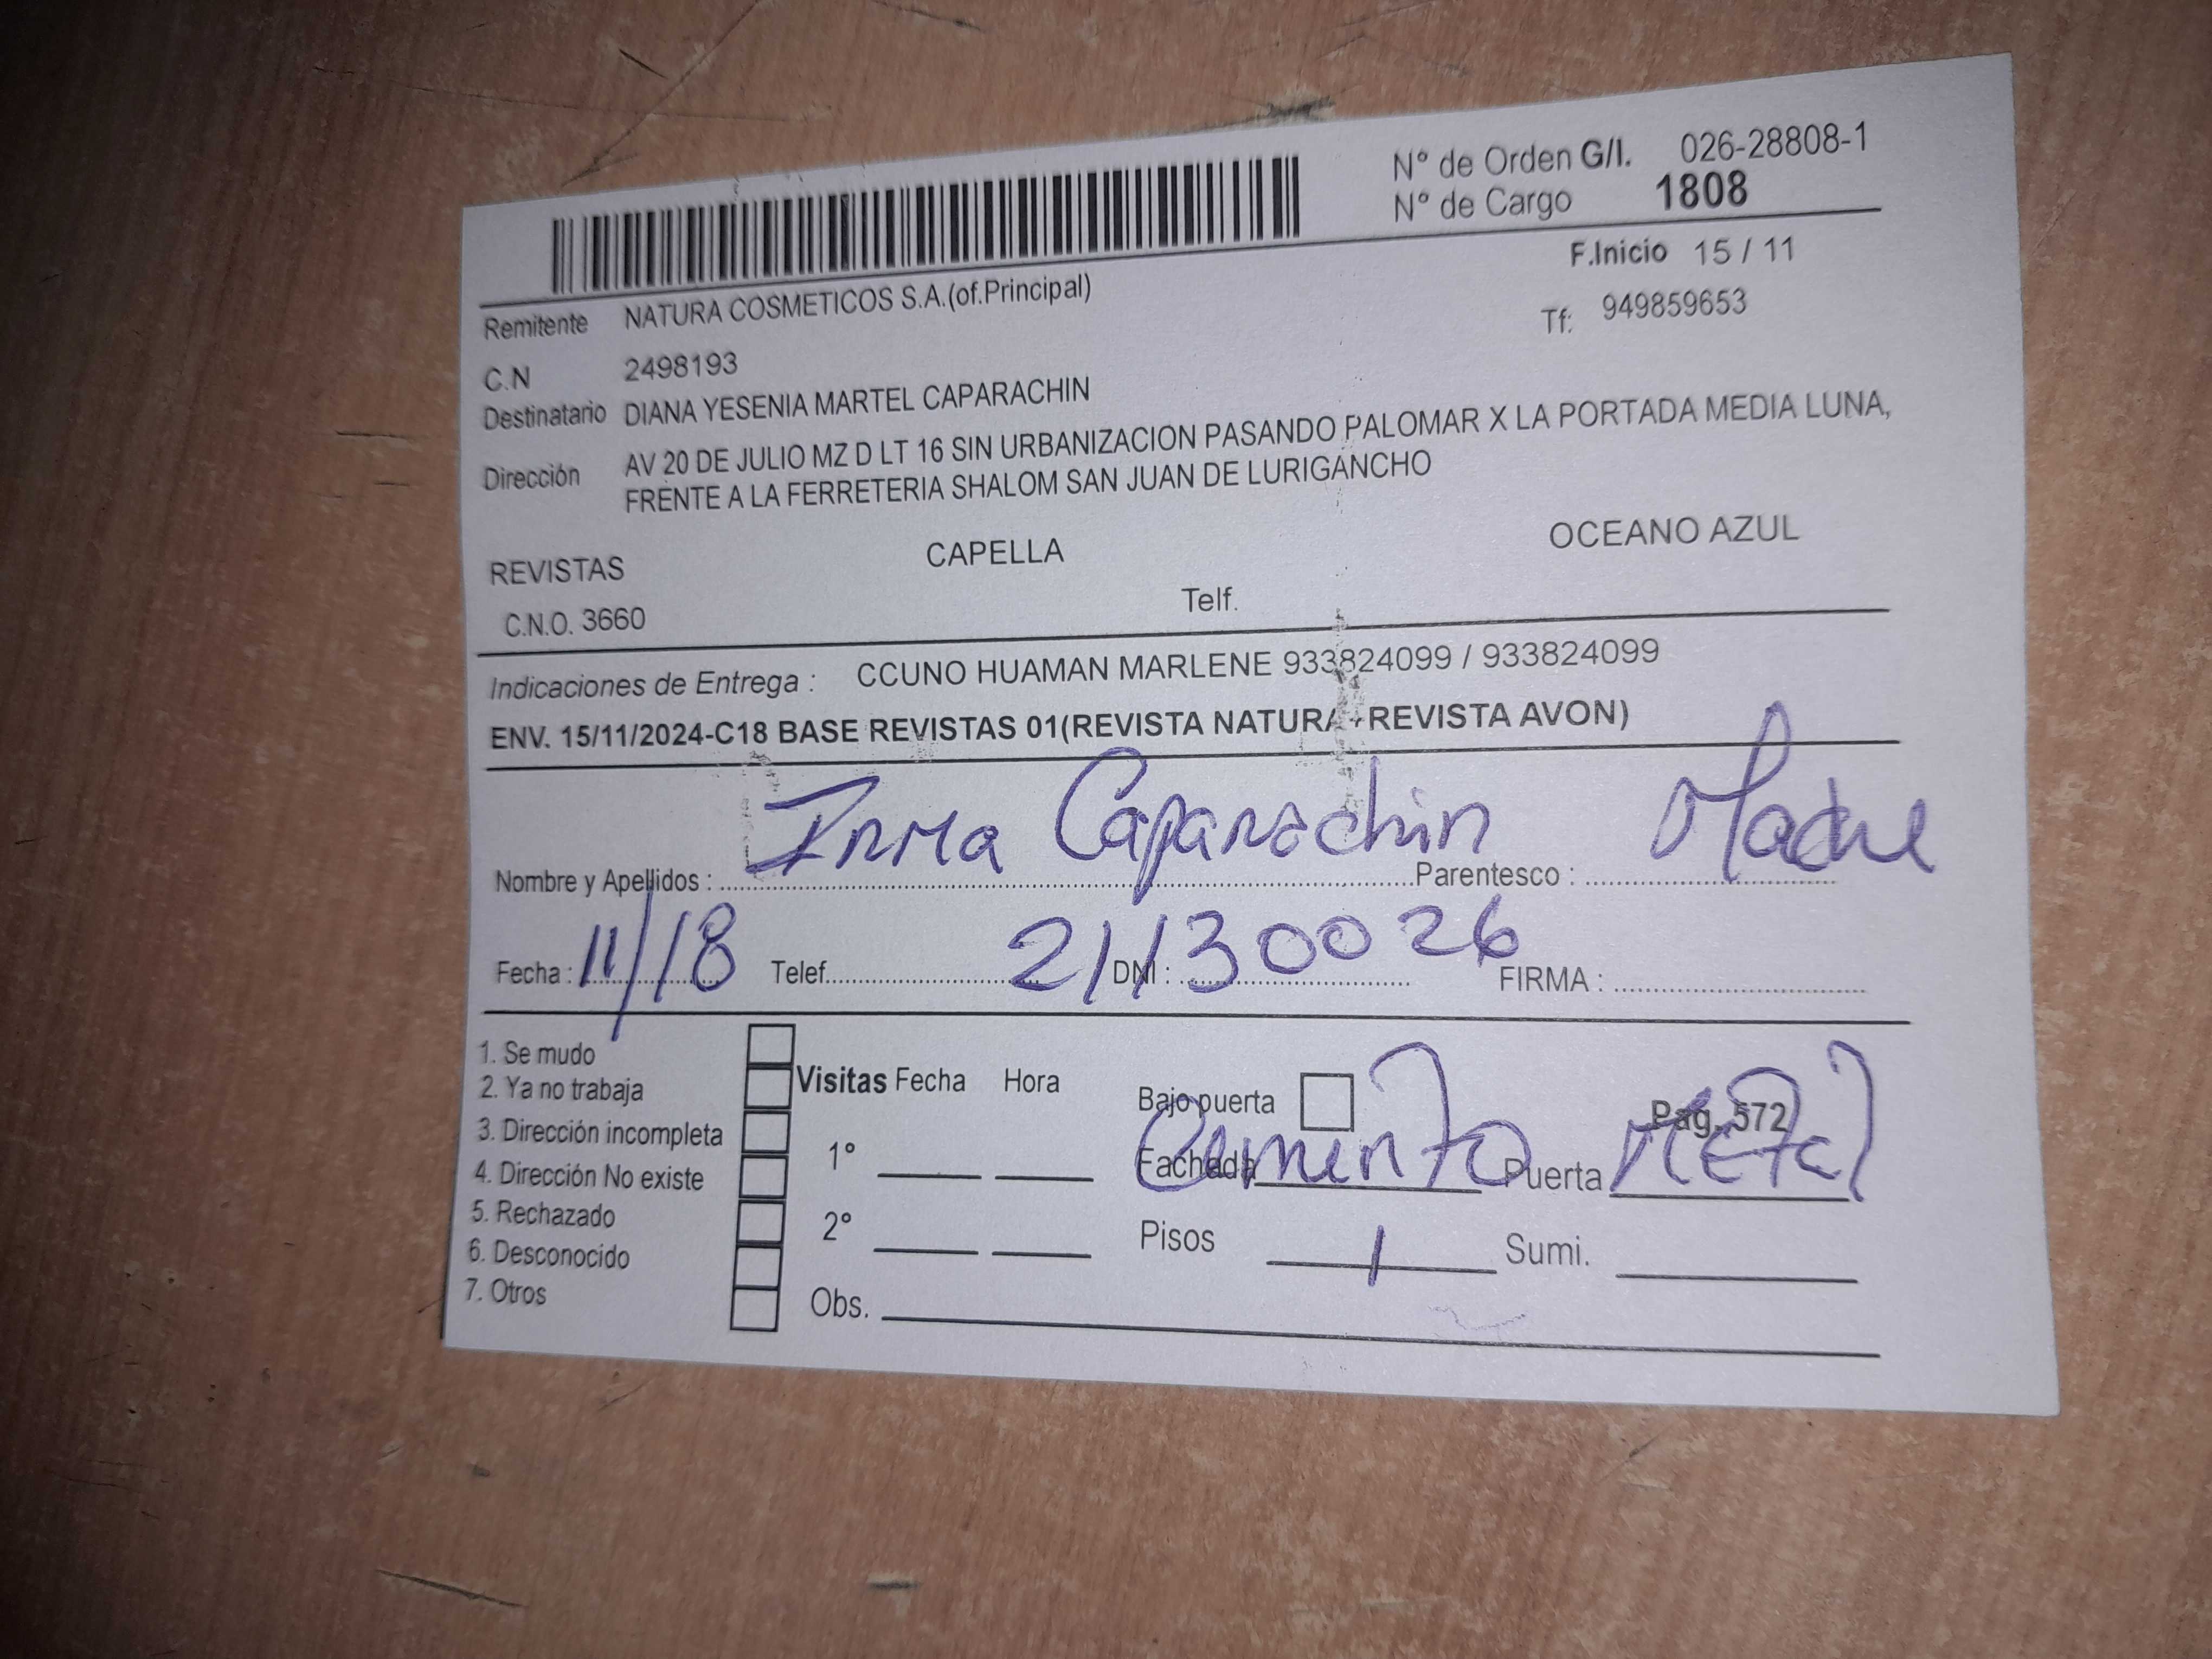 N° de Orden G/I. 026-28808-1
N° de Cargo 1808
F.Inicio 15 / 11
Remitente NATURA COSMETICOS S.A.(of.Principal)
Tf: 949859653
C.N 2498193
Destinatario DIANA YESENIA MARTEL CAPARACHIN
Dirección AV 20 DE JULIO MZ D LT 16 SIN URBANIZACION PASANDO PALOMAR X LA PORTADA MEDIA LUNA,
FRENTE A LA FERRETERIA SHALOM SAN JUAN DE LURIGANCHO
REVISTAS CAPELLA OCEANO AZUL
C.N.O. 3660 Telf.
Indicaciones de Entrega : CCUNO HUAMAN MARLENE 933824099 / 933824099
ENV. 15/11/2024-C18 BASE REVISTAS 01(REVISTA NATURA +REVISTA AVON)
Nombre y Apellidos : Irma Caparachin Parentesco : Madre
Fecha : 11/18 Telef. DNI : 21130026 FIRMA :
1. Se mudo
2. Ya no trabaja
3. Dirección incompleta
4. Dirección No existe
5. Rechazado
6. Desconocido
7. Otros
Visitas Fecha Hora
1°
2°
Obs.
Bajo puerta Pag. 572
Fachada Cemento Puerta Metal
Pisos 1 Sumi.